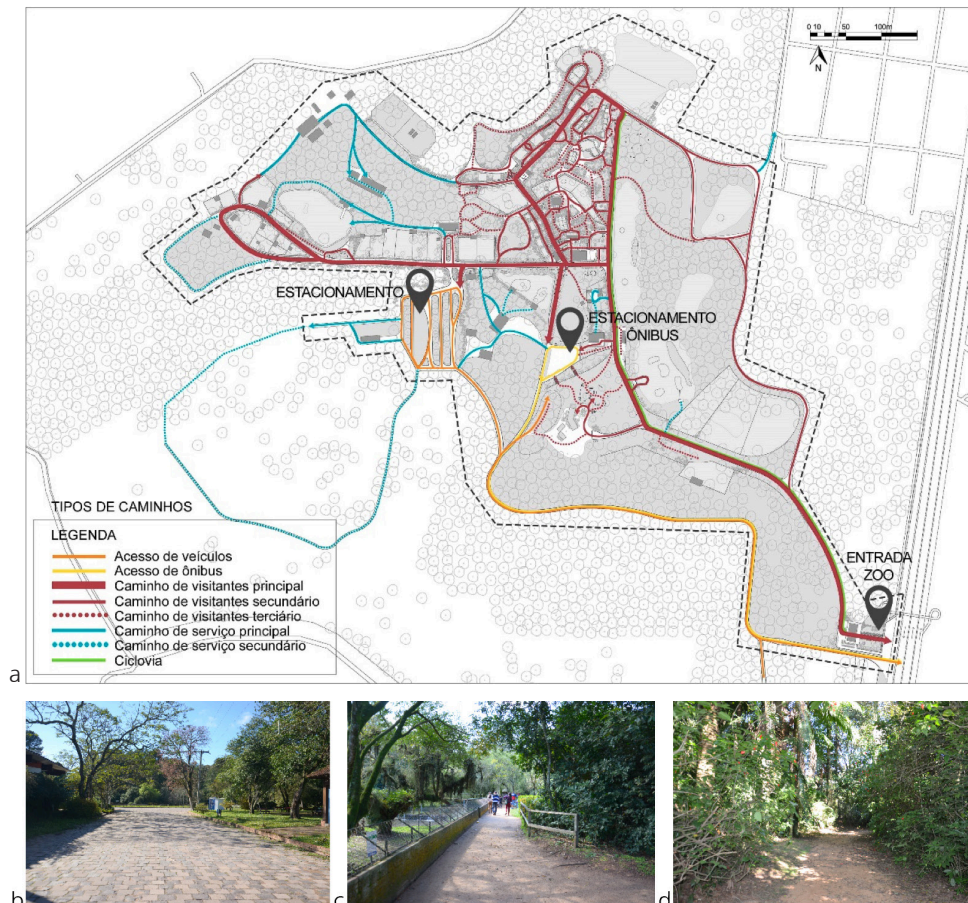 0 10 50 100m
N
ESTACIONAMENTO
ESTACIONAMENTO
ÔNIBUS
ENTRADA
ZOO
TIPOS DE CAMINHOS
LEGENDA
Acesso de veículos
Acesso de ônibus
Caminho de visitantes principal
Caminho de visitantes secundário
Caminho de visitantes terciário
Caminho de serviço principal
Caminho de serviço secundário
Ciclovia
a
b
c
d